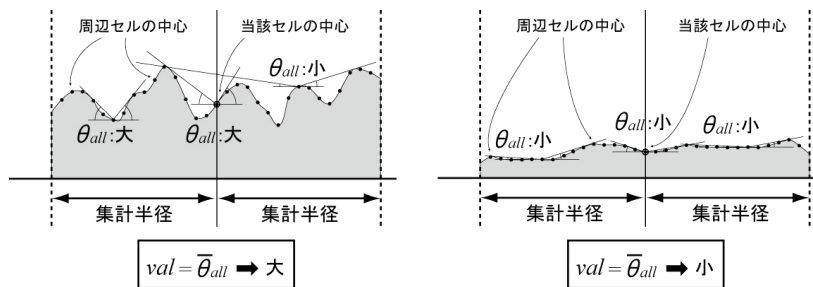 周辺セルの中心
当該セルの中心
θall:小
θall:大
θall:大
集計半径
集計半径
val = θall ➡ 大
周辺セルの中心
当該セルの中心
θall:小
θall:小
θall:小
集計半径
集計半径
val = θall ➡ 小